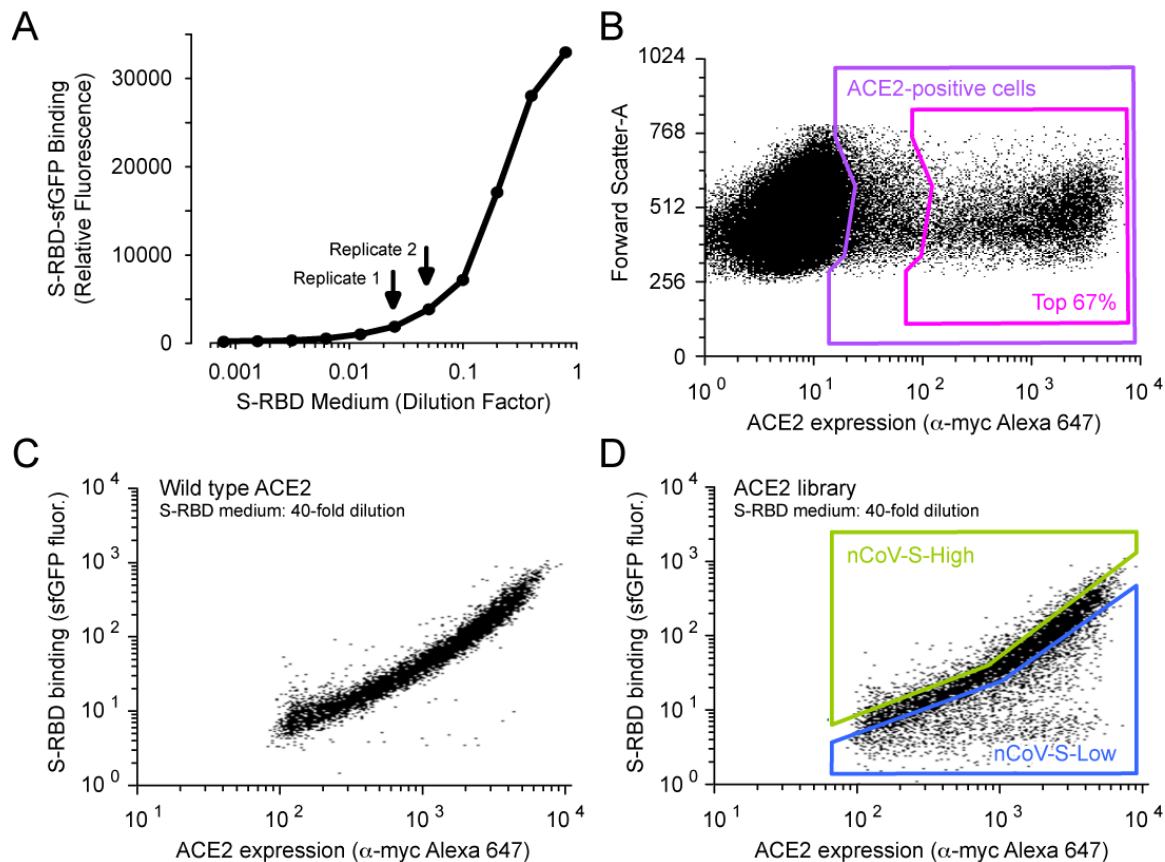 A
S-RBD-sfGFP Binding
(Relative Fluorescence)
30000
20000
10000
0
Replicate 2
Replicate 1
0.001
0.01
0.1
1
S-RBD Medium (Dilution Factor)
B
Forward Scatter-A
1024
768
512
256
0
ACE2-positive cells
Top 67%
10^0
10^1
10^2
10^3
10^4
ACE2 expression (α-myc Alexa 647)
C
S-RBD binding (sfGFP fluor.)
10^4
10^3
10^2
10^1
10^0
Wild type ACE2
S-RBD medium: 40-fold dilution
10^1
10^2
10^3
10^4
ACE2 expression (α-myc Alexa 647)
D
S-RBD binding (sfGFP fluor.)
10^4
10^3
10^2
10^1
10^0
ACE2 library
S-RBD medium: 40-fold dilution
nCoV-S-High
nCoV-S-Low
10^1
10^2
10^3
10^4
ACE2 expression (α-myc Alexa 647)